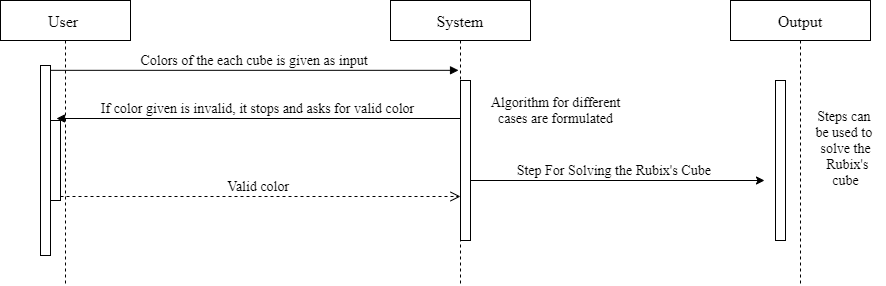 User
System
Output
Colors of the each cube is given as input
If color given is invalid, it stops and asks for valid color
Algorithm for different
cases are formulated
Steps can
be used to
solve the
Rubix's
cube
Step For Solving the Rubix's Cube
Valid color